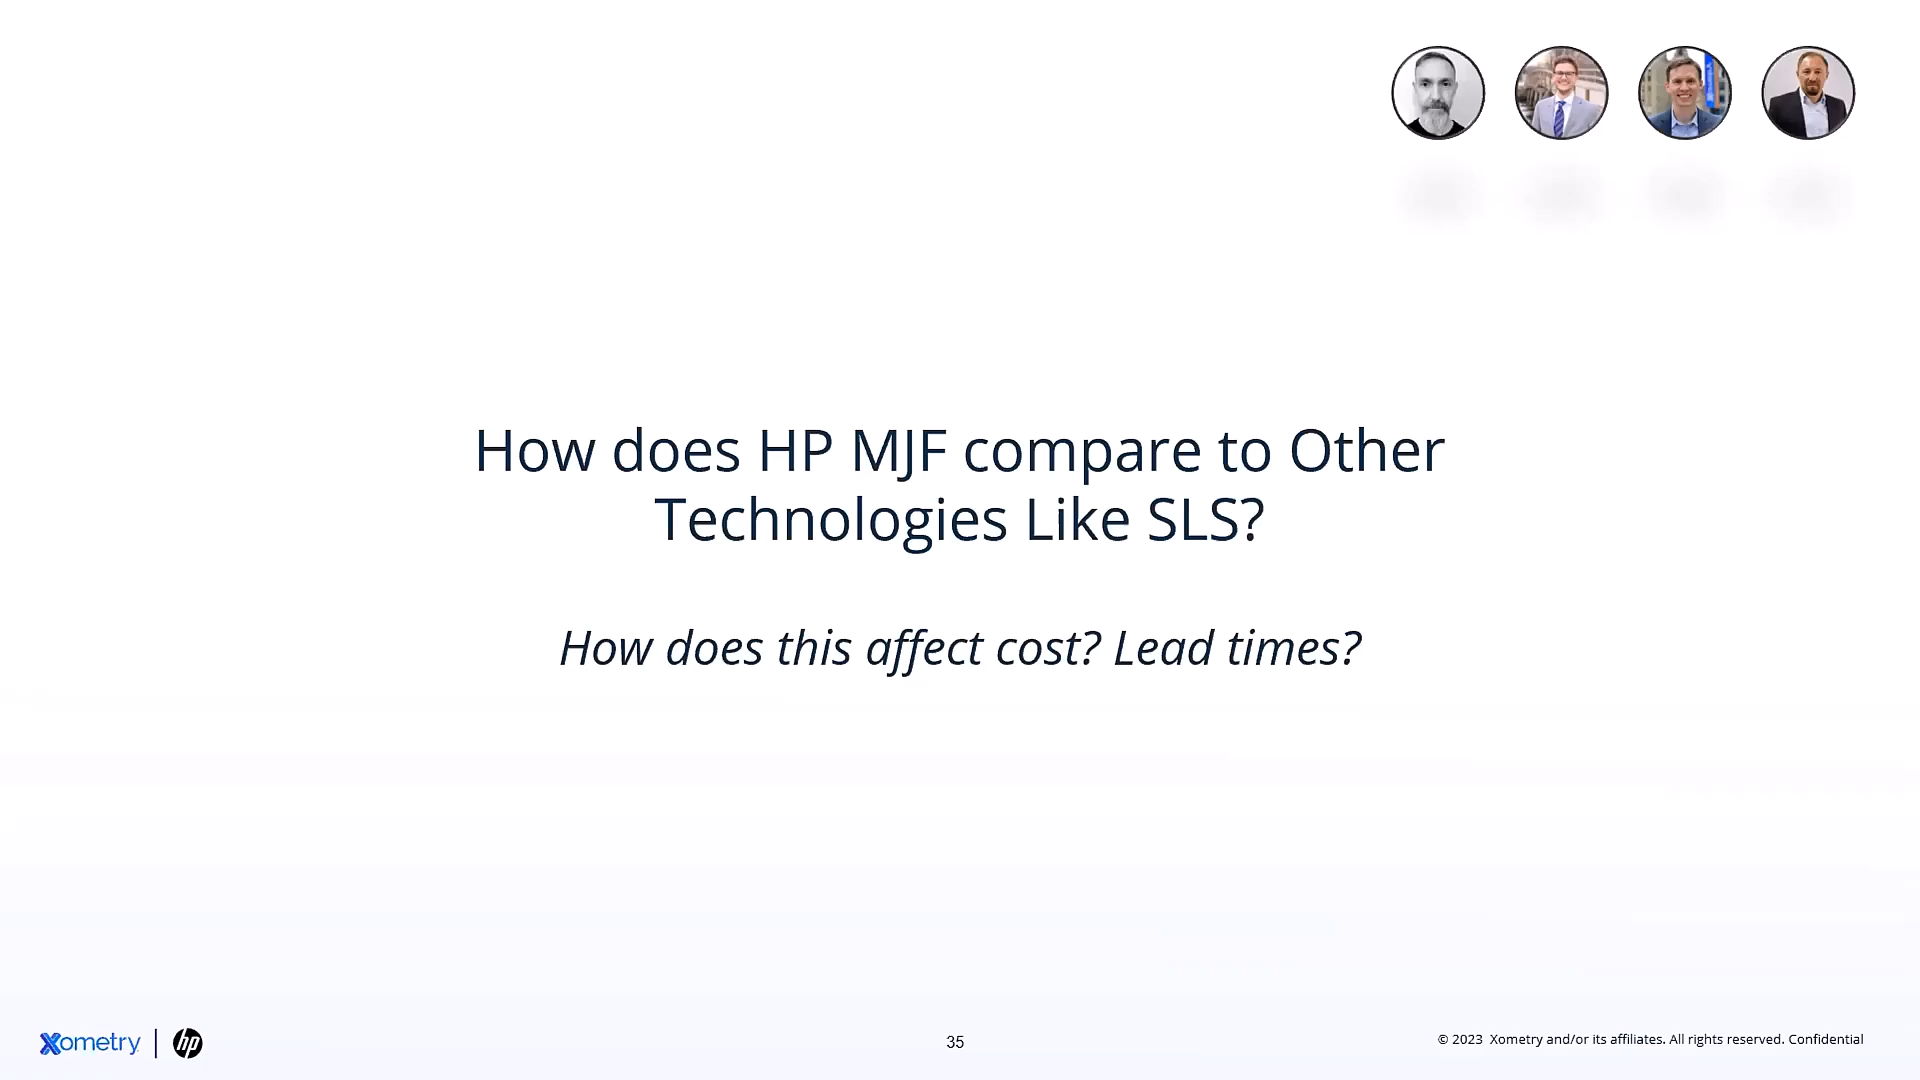 How does HP MJF compare to Other
Technologies Like SLS?
How does this affect cost? Lead times?
Xometry
hp
35
© 2023 Xometry and/or its affiliates. All rights reserved. Confidential